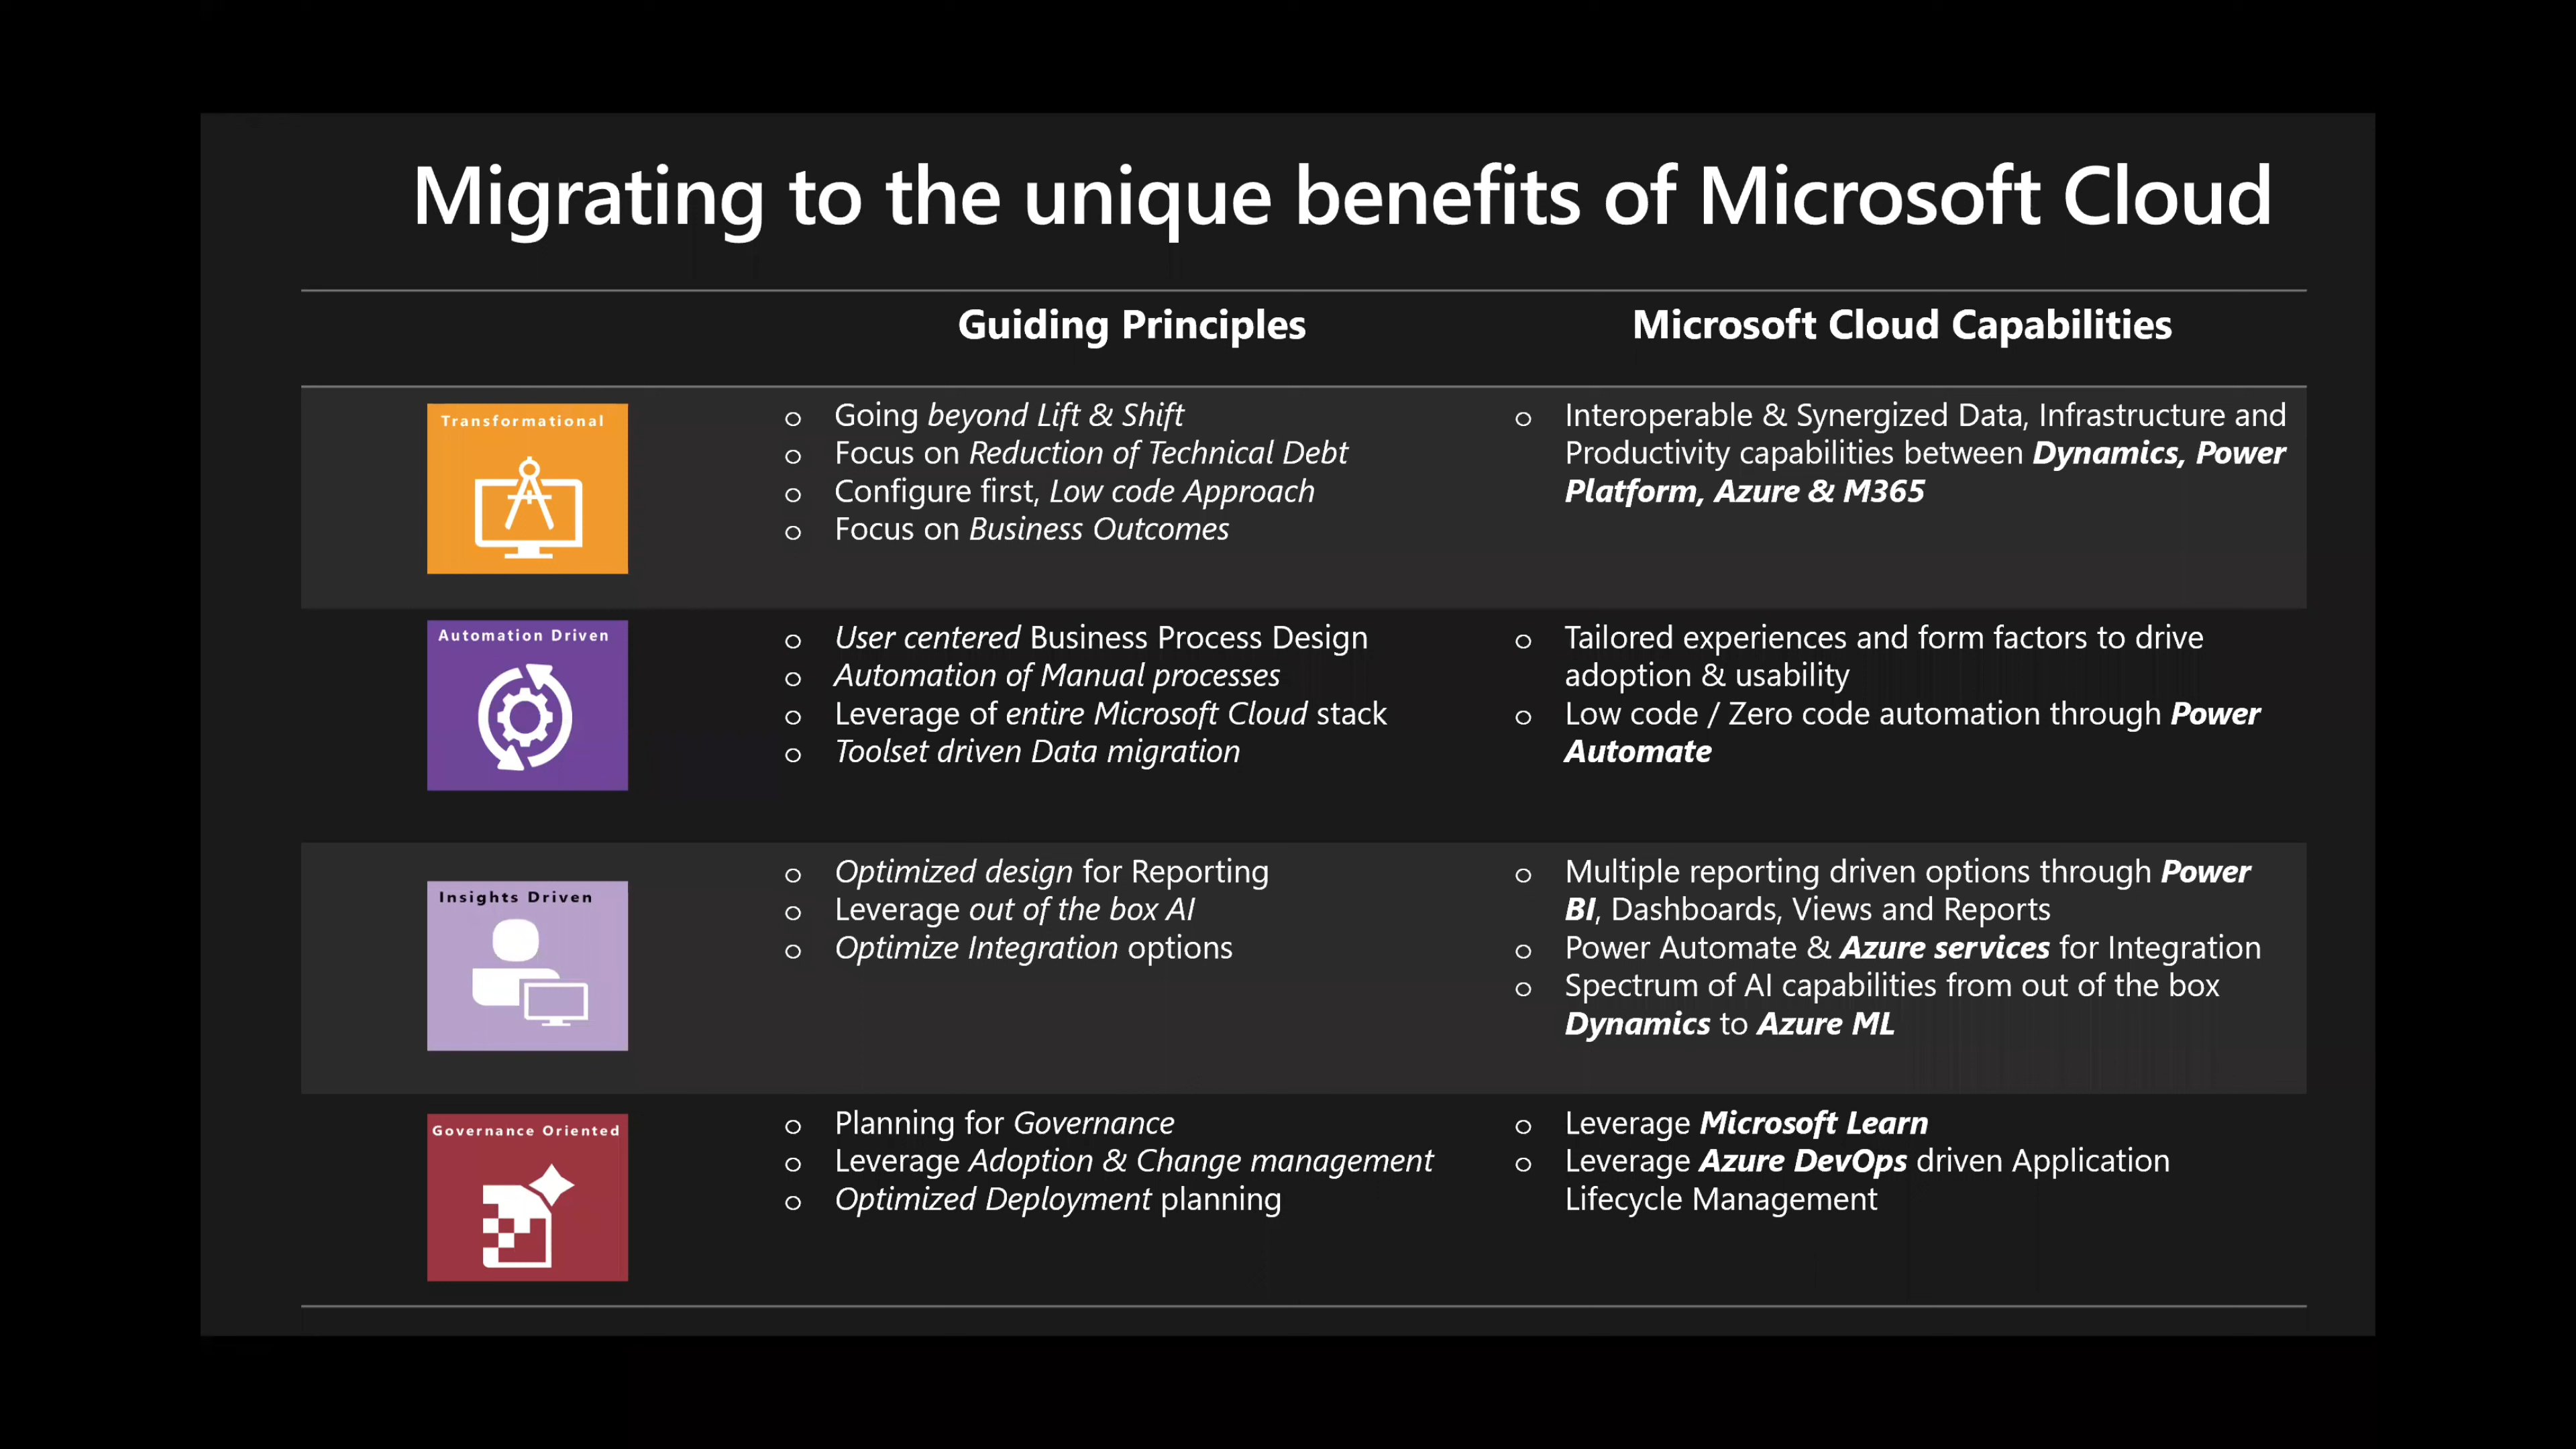 Migrating to the unique benefits of Microsoft Cloud
Guiding Principles
Microsoft Cloud Capabilities
Transformational
o Going beyond Lift & Shift
o Focus on Reduction of Technical Debt
o Configure first, Low code Approach
o Focus on Business Outcomes
o Interoperable & Synergized Data, Infrastructure and
Productivity capabilities between Dynamics, Power
Platform, Azure & M365
Automation Driven
o User centered Business Process Design
o Automation of Manual processes
o Leverage of entire Microsoft Cloud stack
o Toolset driven Data migration
o Tailored experiences and form factors to drive
adoption & usability
o Low code / Zero code automation through Power
Automate
Insights Driven
o Optimized design for Reporting
o Leverage out of the box AI
o Optimize Integration options
o Multiple reporting driven options through Power
BI, Dashboards, Views and Reports
o Power Automate & Azure services for Integration
o Spectrum of AI capabilities from out of the box
Dynamics to Azure ML
Governance Oriented
o Planning for Governance
o Leverage Adoption & Change management
o Optimized Deployment planning
o Leverage Microsoft Learn
o Leverage Azure DevOps driven Application
Lifecycle Management